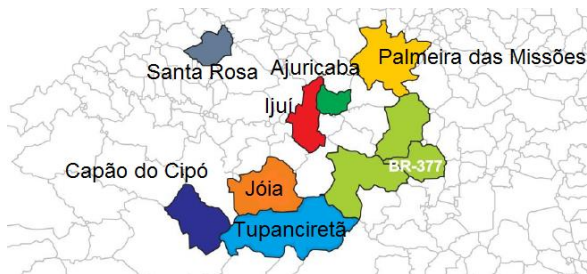 Santa Rosa
Ajuricaba
Palmeira das Missões
Ijuí
Capão do Cipó
BR-377
Jóia
Tupanciretã